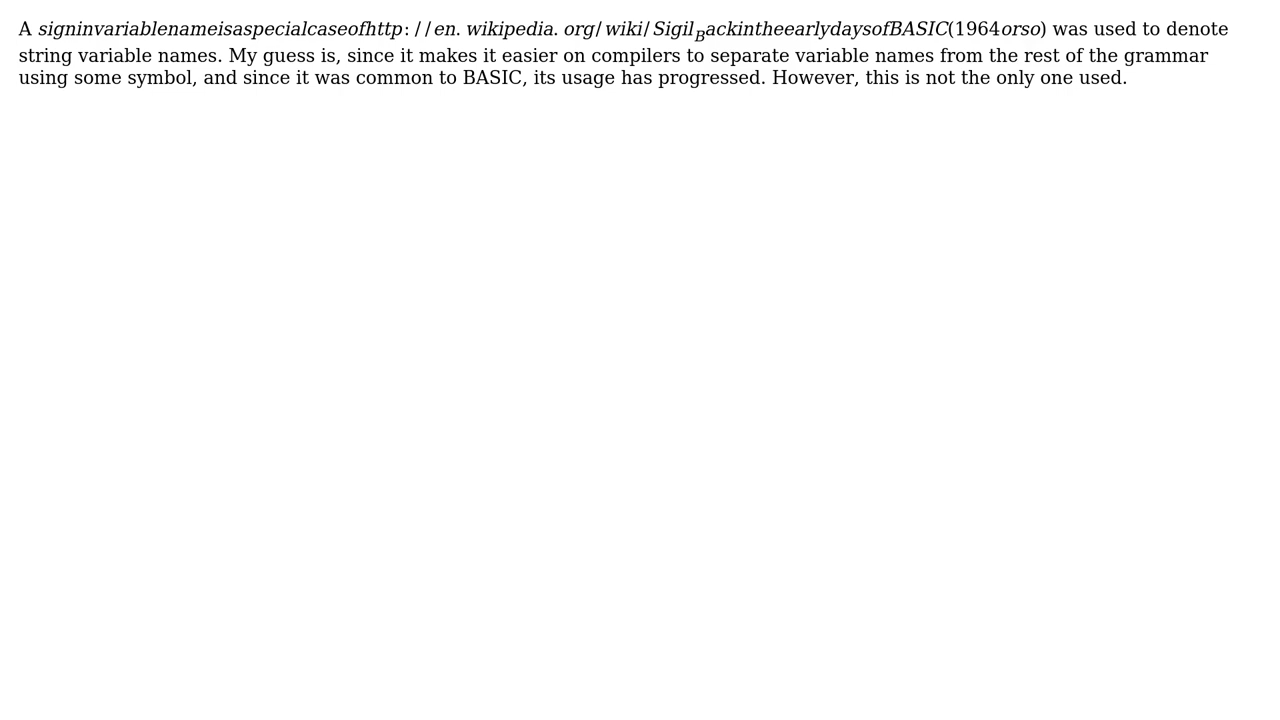 A signinvariablenameisaspecialcaseofhttp://en.wikipedia.org/wiki/Sigil_BackintheearlydaysofBASIC(1964orso) was used to denote
string variable names. My guess is, since it makes it easier on compilers to separate variable names from the rest of the grammar
using some symbol, and since it was common to BASIC, its usage has progressed. However, this is not the only one used.